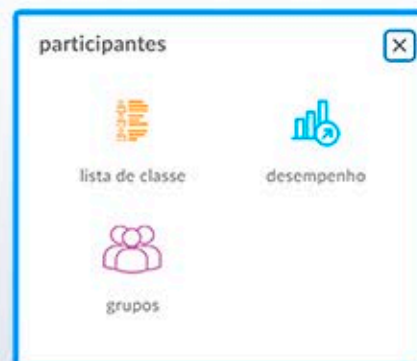 participantes
lista de classe
desempenho
grupos